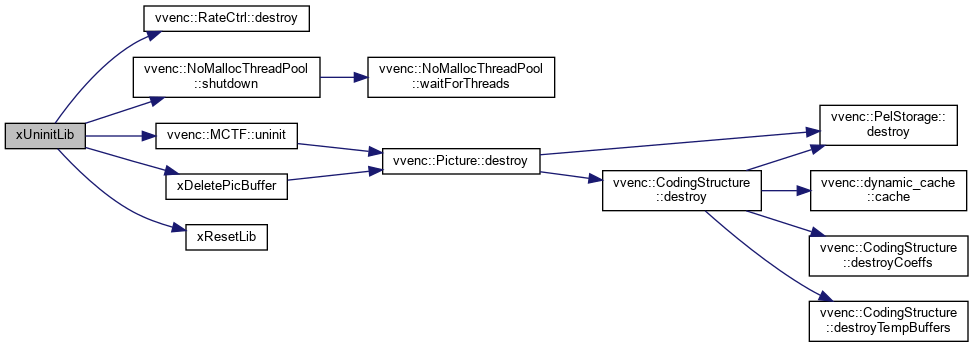 xUninitLib
vvenc::RateCtrl::destroy
vvenc::NoMallocThreadPool
::shutdown
vvenc::NoMallocThreadPool
::waitForThreads
vvenc::MCTF::uninit
xDeletePicBuffer
xResetLib
vvenc::Picture::destroy
vvenc::PelStorage::
destroy
vvenc::CodingStructure
::destroy
vvenc::dynamic_cache
::cache
vvenc::CodingStructure
::destroyCoeffs
vvenc::CodingStructure
::destroyTempBuffers